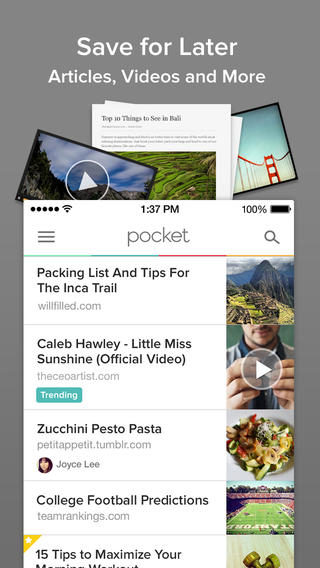 Save for Later
Articles, Videos and More
Top 10 Things to See in Bali
1:37 PM
100%
pocket
Packing List And Tips For
The Inca Trail
willfilled.com
Caleb Hawley - Little Miss
Sunshine (Official Video)
theceoartist.com
Trending
Zucchini Pesto Pasta
petitappetit.tumblr.com
Joyce Lee
College Football Predictions
teamrankings.com
STANFORD
15 Tips to Maximize Your
Morning Workout